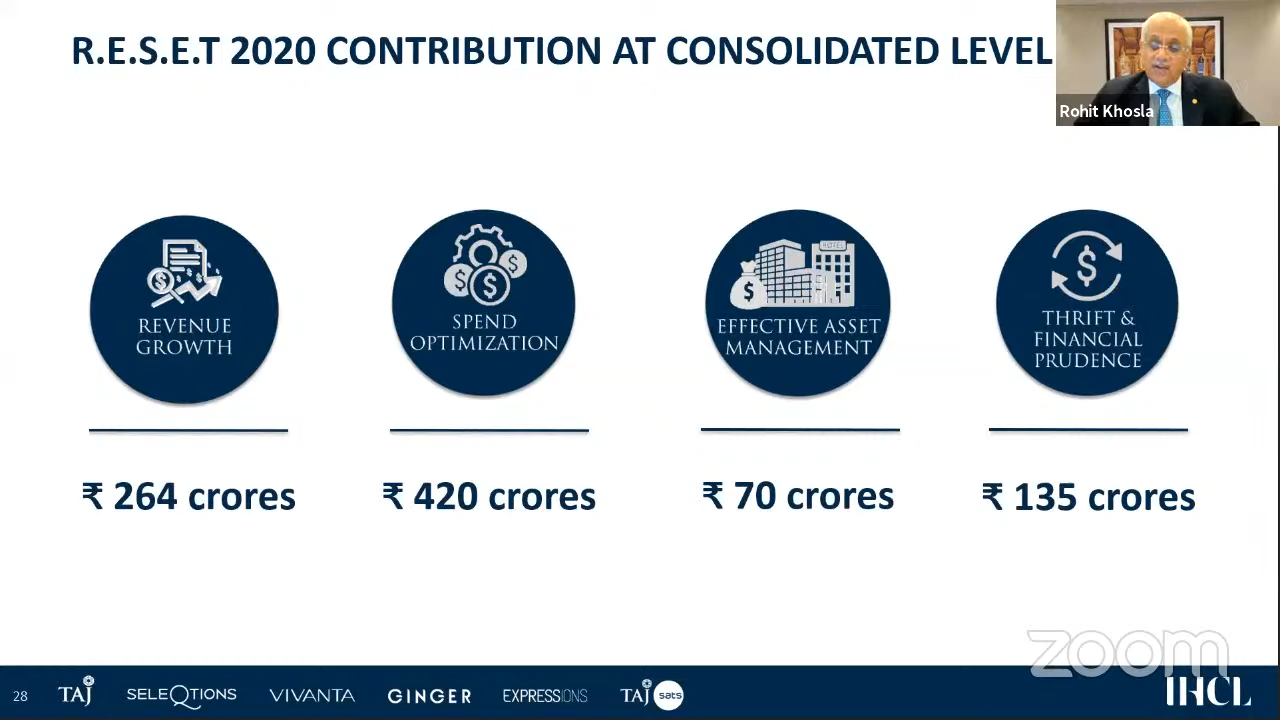 R.E.S.E.T 2020 CONTRIBUTION AT CONSOLIDATED LEVEL
Rohit Khosla
REVENUE
GROWTH
SPEND
OPTIMIZATION
HOTEL
EFFECTIVE ASSET
MANAGEMENT
THRIFT &
FINANCIAL
PRUDENCE
₹ 264 crores
₹ 420 crores
₹ 70 crores
₹ 135 crores
zoom
28
TAJ
SELEQTIONS
VIVANTA
GINGER
EXPRESSIONS
TAJ sats
IHCL